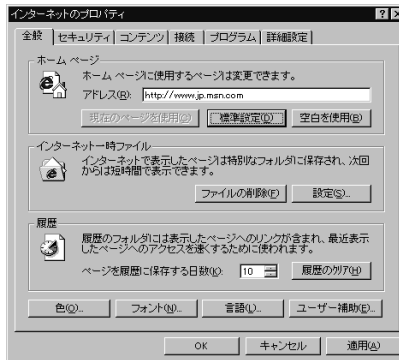 インターネットのプロパティ
全般 セキュリティ コンテンツ 接続 プログラム 詳細設定
ホーム ページ
ホーム ページに使用するページは変更できます。
アドレス(R): http://www.jp.msn.com
現在のページを使用(C) 標準設定(D) 空白を使用(B)
インターネット一時ファイル
インターネットで表示したページは特別なフォルダに保存され、次回
からは短時間で表示できます。
ファイルの削除(F) 設定(S)...
履歴
履歴のフォルダには表示したページへのリンクが含まれ、最近表示
したページへのアクセスを速くするために使われます。
ページを履歴に保存する日数(K): 10 履歴のクリア(H)
色(O)... フォント(N)... 言語(L)... ユーザー補助(E)...
OK キャンセル 適用(A)